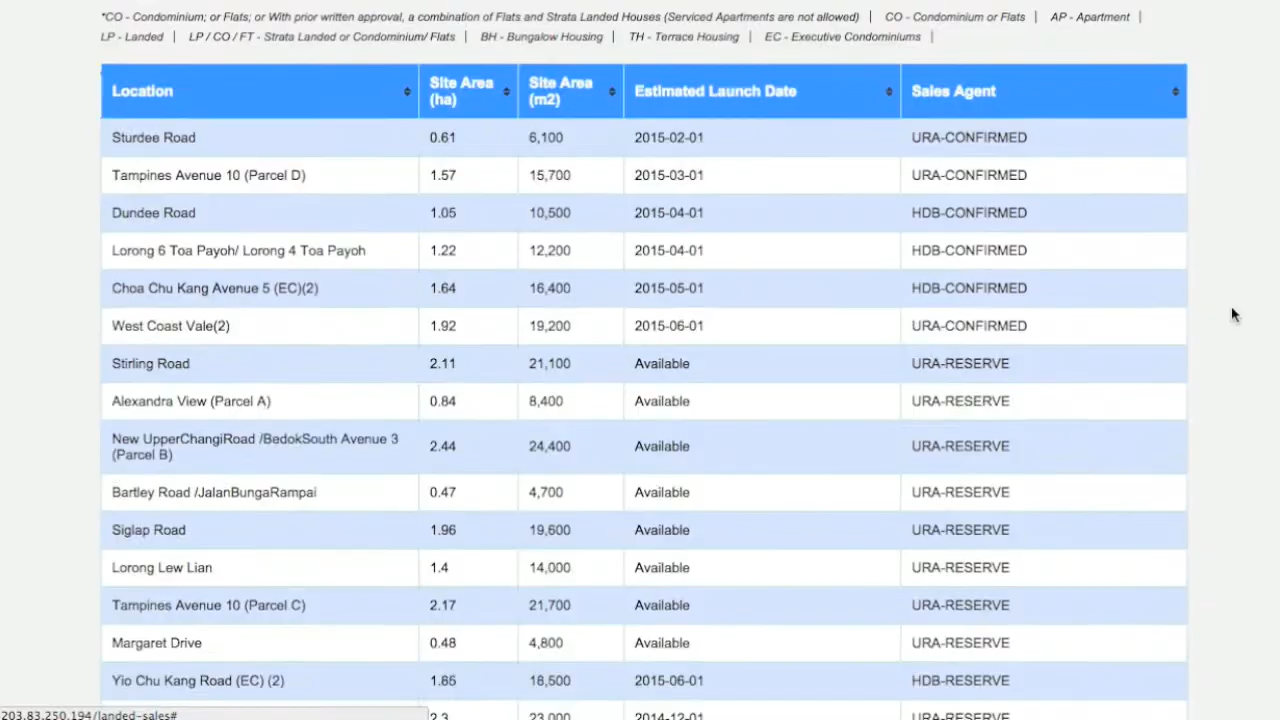 *CO - Condominium; or Flats; or With prior written approval, a combination of Flats and Strata Landed Houses (Serviced Apartments are not allowed) | CO - Condominium or Flats | AP - Apartment |
LP - Landed | LP / CO / FT - Strata Landed or Condominium/ Flats | BH - Bungalow Housing | TH - Terrace Housing | EC - Executive Condominiums |
Location Site Area (ha) Site Area (m2) Estimated Launch Date Sales Agent
Sturdee Road 0.61 6,100 2015-02-01 URA-CONFIRMED
Tampines Avenue 10 (Parcel D) 1.57 15,700 2015-03-01 URA-CONFIRMED
Dundee Road 1.05 10,500 2015-04-01 HDB-CONFIRMED
Lorong 6 Toa Payoh/ Lorong 4 Toa Payoh 1.22 12,200 2015-04-01 HDB-CONFIRMED
Choa Chu Kang Avenue 5 (EC)(2) 1.64 16,400 2015-05-01 HDB-CONFIRMED
West Coast Vale(2) 1.92 19,200 2015-06-01 URA-CONFIRMED
Stirling Road 2.11 21,100 Available URA-RESERVE
Alexandra View (Parcel A) 0.84 8,400 Available URA-RESERVE
New UpperChangiRoad /BedokSouth Avenue 3 (Parcel B) 2.44 24,400 Available URA-RESERVE
Bartley Road /JalanBungaRampai 0.47 4,700 Available URA-RESERVE
Siglap Road 1.96 19,600 Available URA-RESERVE
Lorong Lew Lian 1.4 14,000 Available URA-RESERVE
Tampines Avenue 10 (Parcel C) 2.17 21,700 Available URA-RESERVE
Margaret Drive 0.48 4,800 Available URA-RESERVE
Yio Chu Kang Road (EC) (2) 1.85 18,500 2015-06-01 HDB-RESERVE
2.3 23,000 2014-12-01
203.83.250.194/landed-sales#